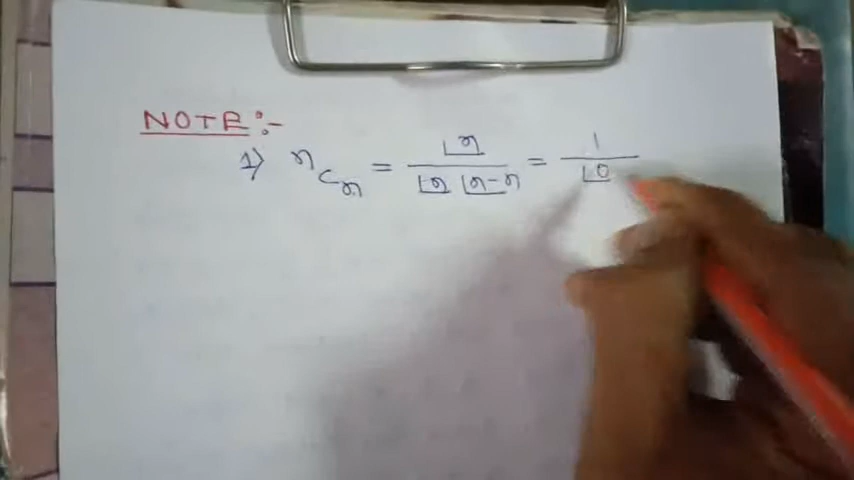 NOTE:-
1) ⁿCₙ = |n / |n |n-n = 1 / |0